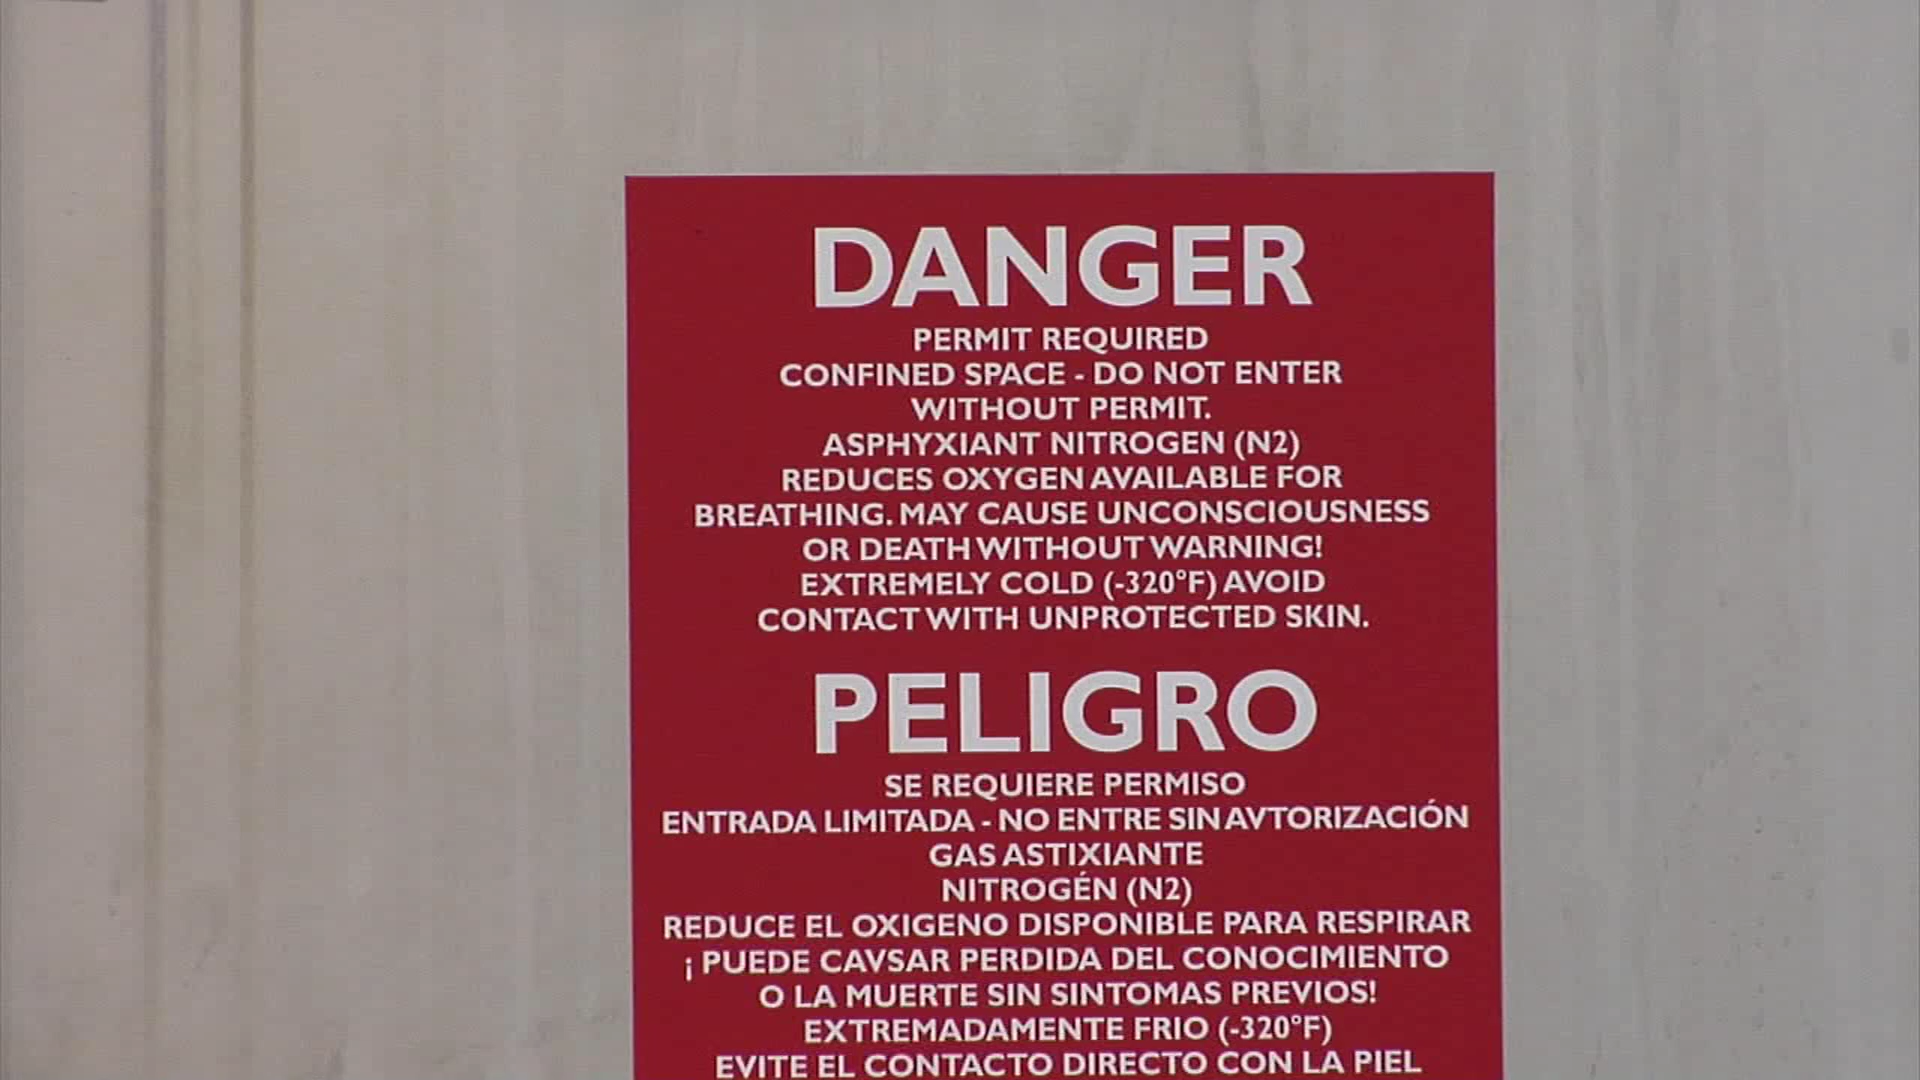 DANGER
PERMIT REQUIRED
CONFINED SPACE - DO NOT ENTER
WITHOUT PERMIT.
ASPHYXIANT NITROGEN (N2)
REDUCES OXYGEN AVAILABLE FOR
BREATHING. MAY CAUSE UNCONSCIOUSNESS
OR DEATH WITHOUT WARNING!
EXTREMELY COLD (-320°F) AVOID
CONTACT WITH UNPROTECTED SKIN.
PELIGRO
SE REQUIERE PERMISO
ENTRADA LIMITADA - NO ENTRE SIN AVTORIZACIÓN
GAS ASTIXIANTE
NITROGÉN (N2)
REDUCE EL OXIGENO DISPONIBLE PARA RESPIRAR
¡ PUEDE CAVSAR PERDIDA DEL CONOCIMIENTO
O LA MUERTE SIN SINTOMAS PREVIOS!
EXTREMADAMENTE FRIO (-320°F)
EVITE EL CONTACTO DIRECTO CON LA PIEL